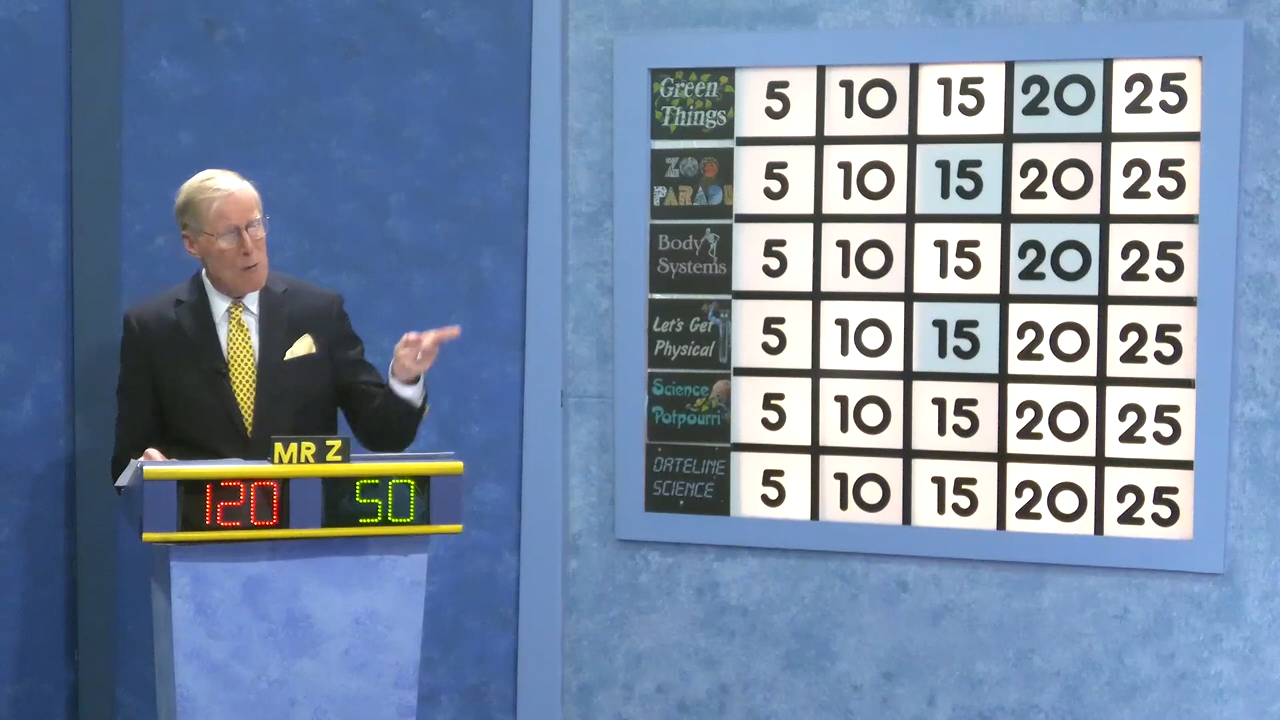 Green
Things
5 10 15 20 25
ZOO
PARADE
5 10 15 20 25
Body
Systems
5 10 15 20 25
Let's Get
Physical
5 10 15 20 25
Science
Potpourri
5 10 15 20 25
DATELINE
SCIENCE
5 10 15 20 25
MR Z
120 50